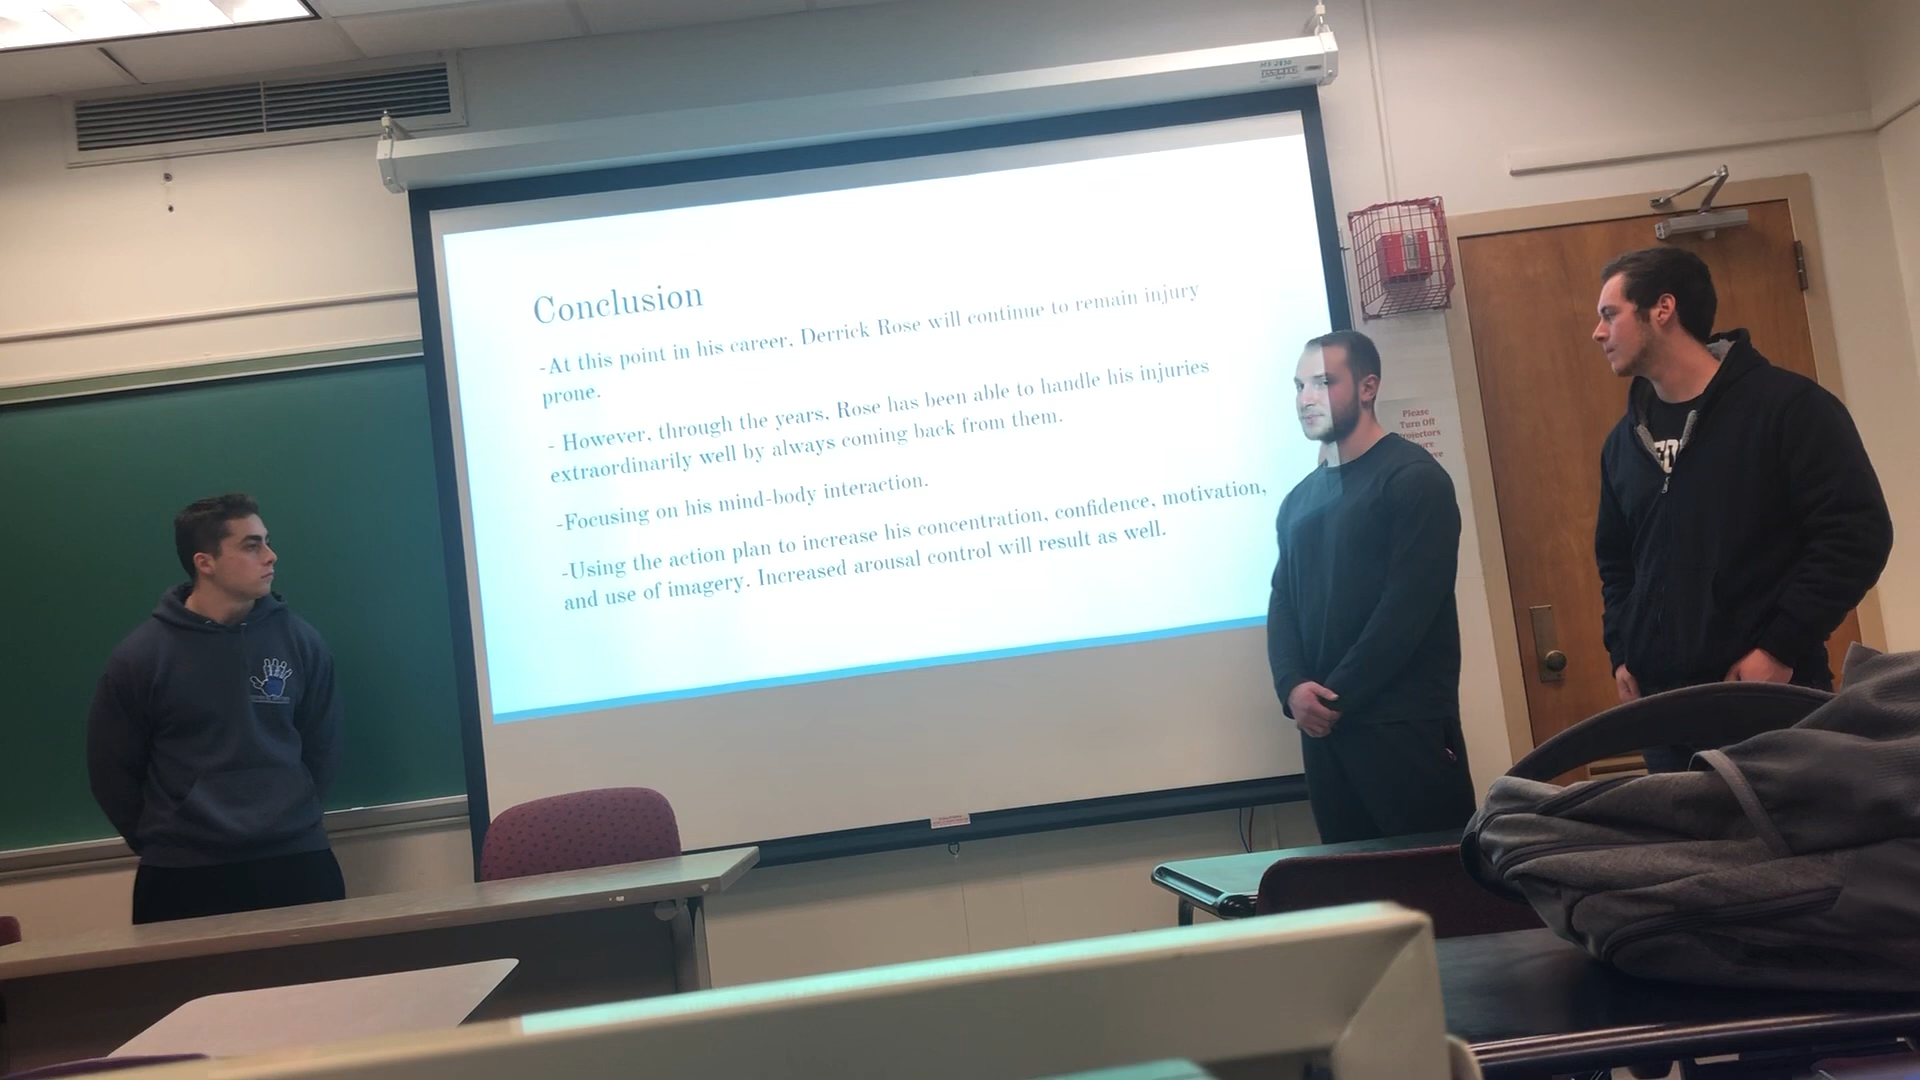 Conclusion
-At this point in his career, Derrick Rose will continue to remain injury
prone.
- However, through the years, Rose has been able to handle his injuries
extraordinarily well by always coming back from them.
-Focusing on his mind-body interaction.
-Using the action plan to increase his concentration, confidence, motivation,
and use of imagery. Increased arousal control will result as well.
Please
Turn Off
Projectors